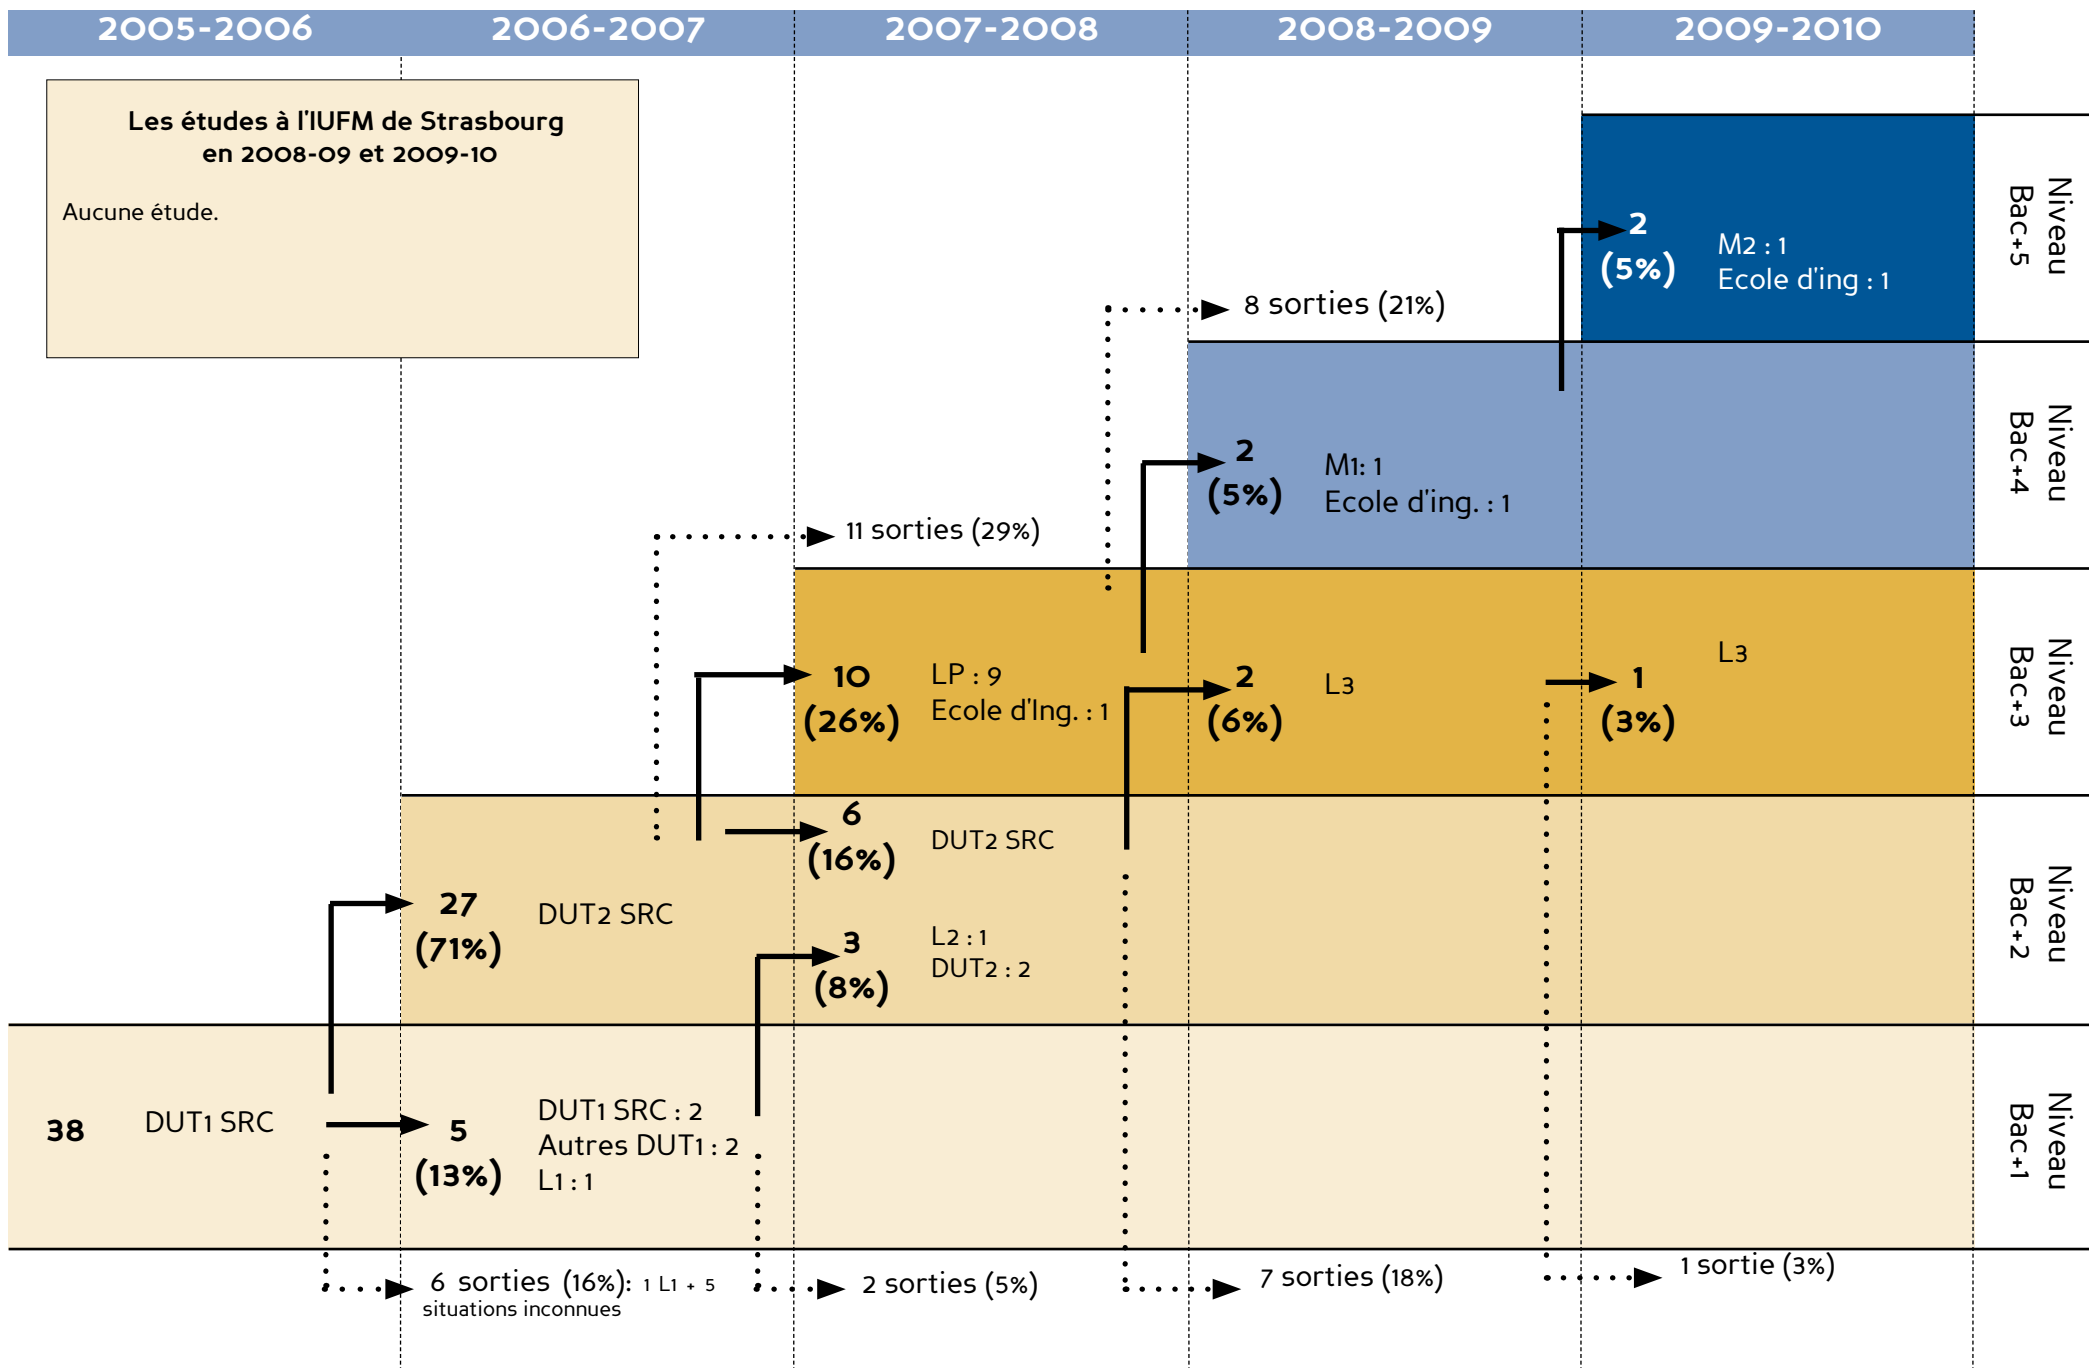 2005-2006 2006-2007 2007-2008 2008-2009 2009-2010
Les études à l'IUFM de Strasbourg
en 2008-09 et 2009-10
Aucune étude.
2
(5%)
M2 : 1
Ecole d'ing : 1
Niveau
Bac+5
8 sorties (21%)
2
(5%)
M1: 1
Ecole d'ing. : 1
Niveau
Bac+4
11 sorties (29%)
10
(26%)
LP : 9
Ecole d'Ing. : 1
2
(6%)
L3
1
(3%)
L3
Niveau
Bac+3
6
(16%)
DUT2 SRC
27
(71%)
DUT2 SRC
3
(8%)
L2 : 1
DUT2 : 2
Niveau
Bac+2
38
DUT1 SRC
5
(13%)
DUT1 SRC : 2
Autres DUT1 : 2
L1 : 1
Niveau
Bac+1
6 sorties (16%): 1 L1 + 5
situations inconnues
2 sorties (5%)
7 sorties (18%)
1 sortie (3%)